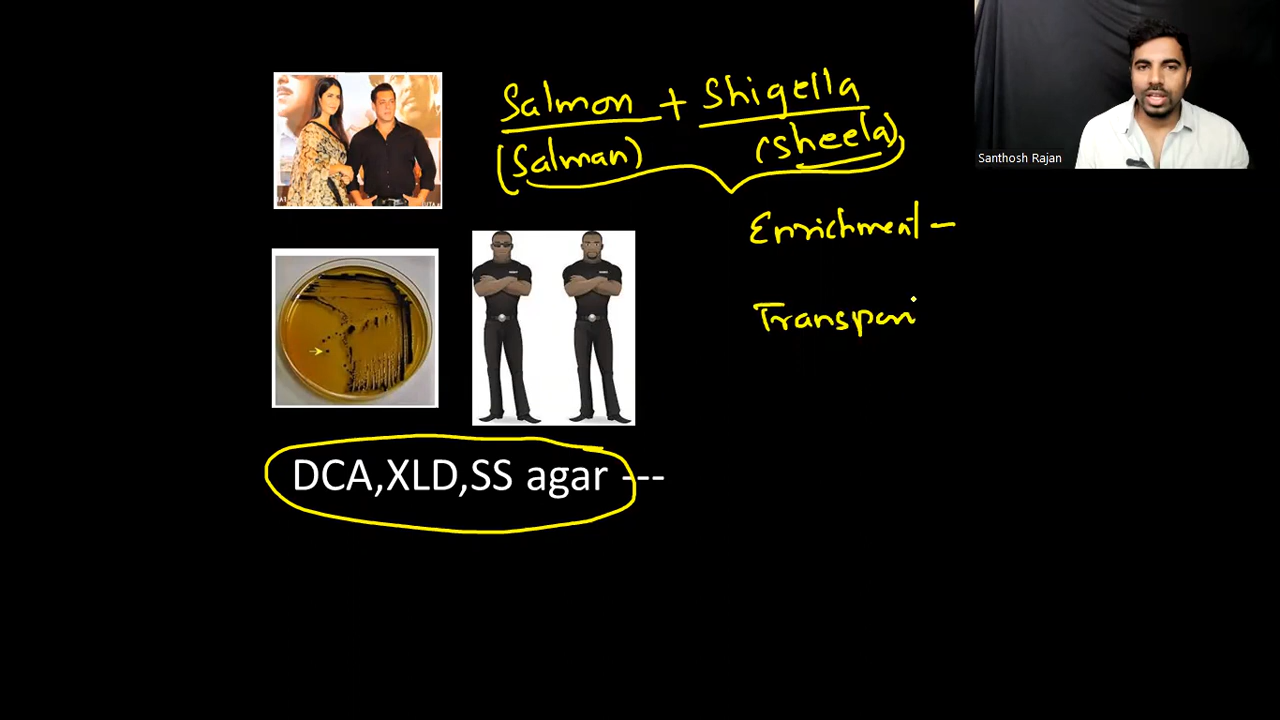 Salmon + Shigella
(Salman) (Sheela)
Santhosh Rajan
Enrichment -
Transpor
DCA,XLD,SS agar ---